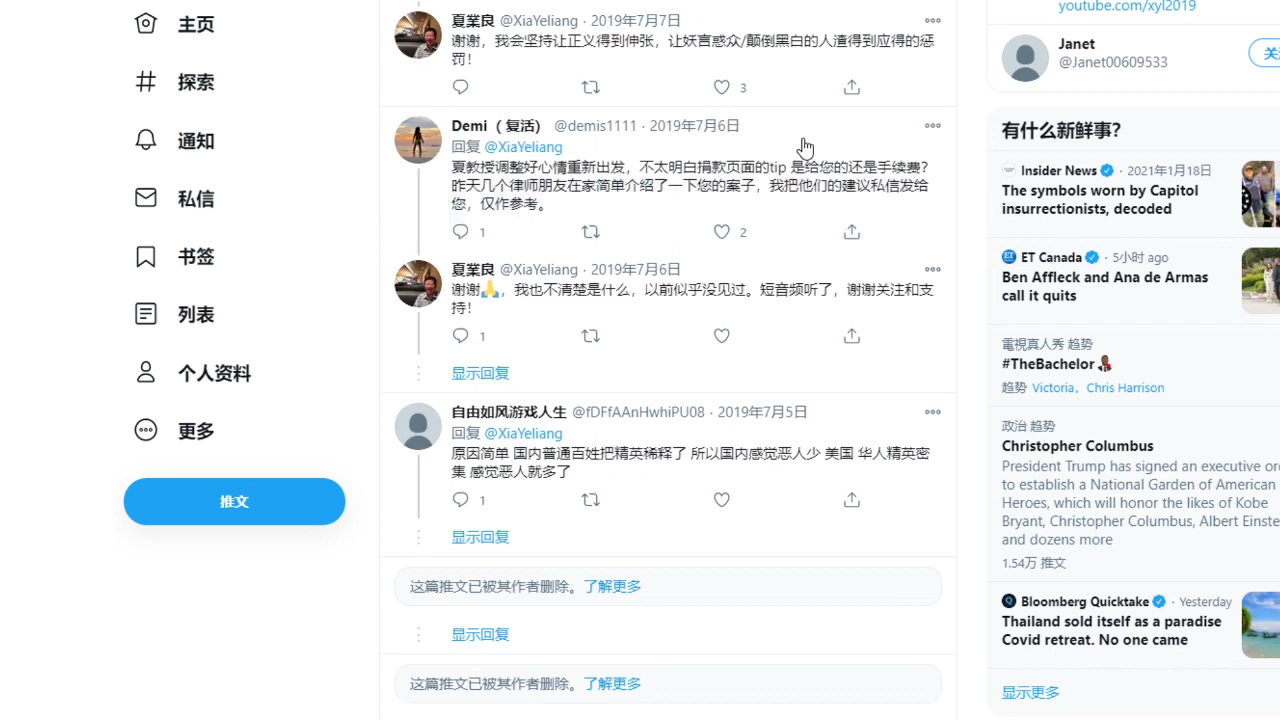 主页
探索
通知
私信
书签
列表
个人资料
更多
推文
夏業良 @XiaYeliang · 2019年7月7日
谢谢，我会坚持让正义得到伸张，让妖言惑众/颠倒黑白的人渣得到应得的惩
罚！
3
Demi（复活） @demis1111 · 2019年7月6日
回复 @XiaYeliang
夏教授调整好心情重新出发，不太明白捐款页面的tip 是给您的还是手续费？
昨天几个律师朋友在家简单介绍了一下您的案子，我把他们的建议私信发给
您，仅作参考。
1
2
夏業良 @XiaYeliang · 2019年7月6日
谢谢🙏，我也不清楚是什么，以前似乎没见过。短音频听了，谢谢关注和支
持！
1
显示回复
自由如风游戏人生 @fDFfAAnHwhiPU08 · 2019年7月5日
回复 @XiaYeliang
原因简单 国内普通百姓把精英稀释了 所以国内感觉恶人少 美国 华人精英密
集 感觉恶人就多了
1
显示回复
这篇推文已被其作者删除。了解更多
显示回复
这篇推文已被其作者删除。了解更多
youtube.com/xyl2019
Janet
@Janet00609533
有什么新鲜事？
Insider News · 2021年1月18日
The symbols worn by Capitol
insurrectionists, decoded
ET Canada · 5小时 ago
Ben Affleck and Ana de Armas
call it quits
電視真人秀 趋势
#TheBachelor
趋势 Victoria，Chris Harrison
政治 趋势
Christopher Columbus
President Trump has signed an executive
to establish a National Garden of American
Heroes, which will honor the likes of Kobe
Bryant, Christopher Columbus, Albert
and dozens more
1.54万 推文
Bloomberg Quicktake · Yesterday
Thailand sold itself as a paradise
Covid retreat. No one came
显示更多